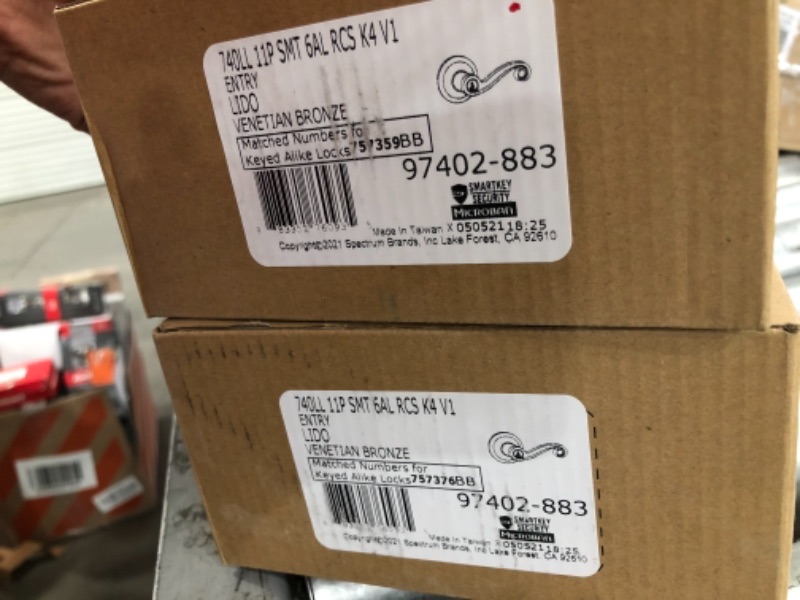 740LL 11P SMT 6AL RCS K4 V1
ENTRY
LIDO
VENETIAN BRONZE
Matched Numbers fo
Keyed Alike Locks 757359BB
97402-883
SMARTKEY
SECURITY
MICROBAN
Made in Taiwan X 05052118:25
Copyright©2021 Spectrum Brands, Inc Lake Forest, CA 92610
740LL 11P SMT 6AL RCS K4 V1
ENTRY
LIDO
VENETIAN BRONZE
Matched Numbers for
Keyed Alike Locks 757376BB
97402-883
SMARTKEY
SECURITY
MICROBAN
Made in Taiwan X 05052118:25
Copyright©2021 Spectrum Brands, Inc Lake Forest, CA 92610